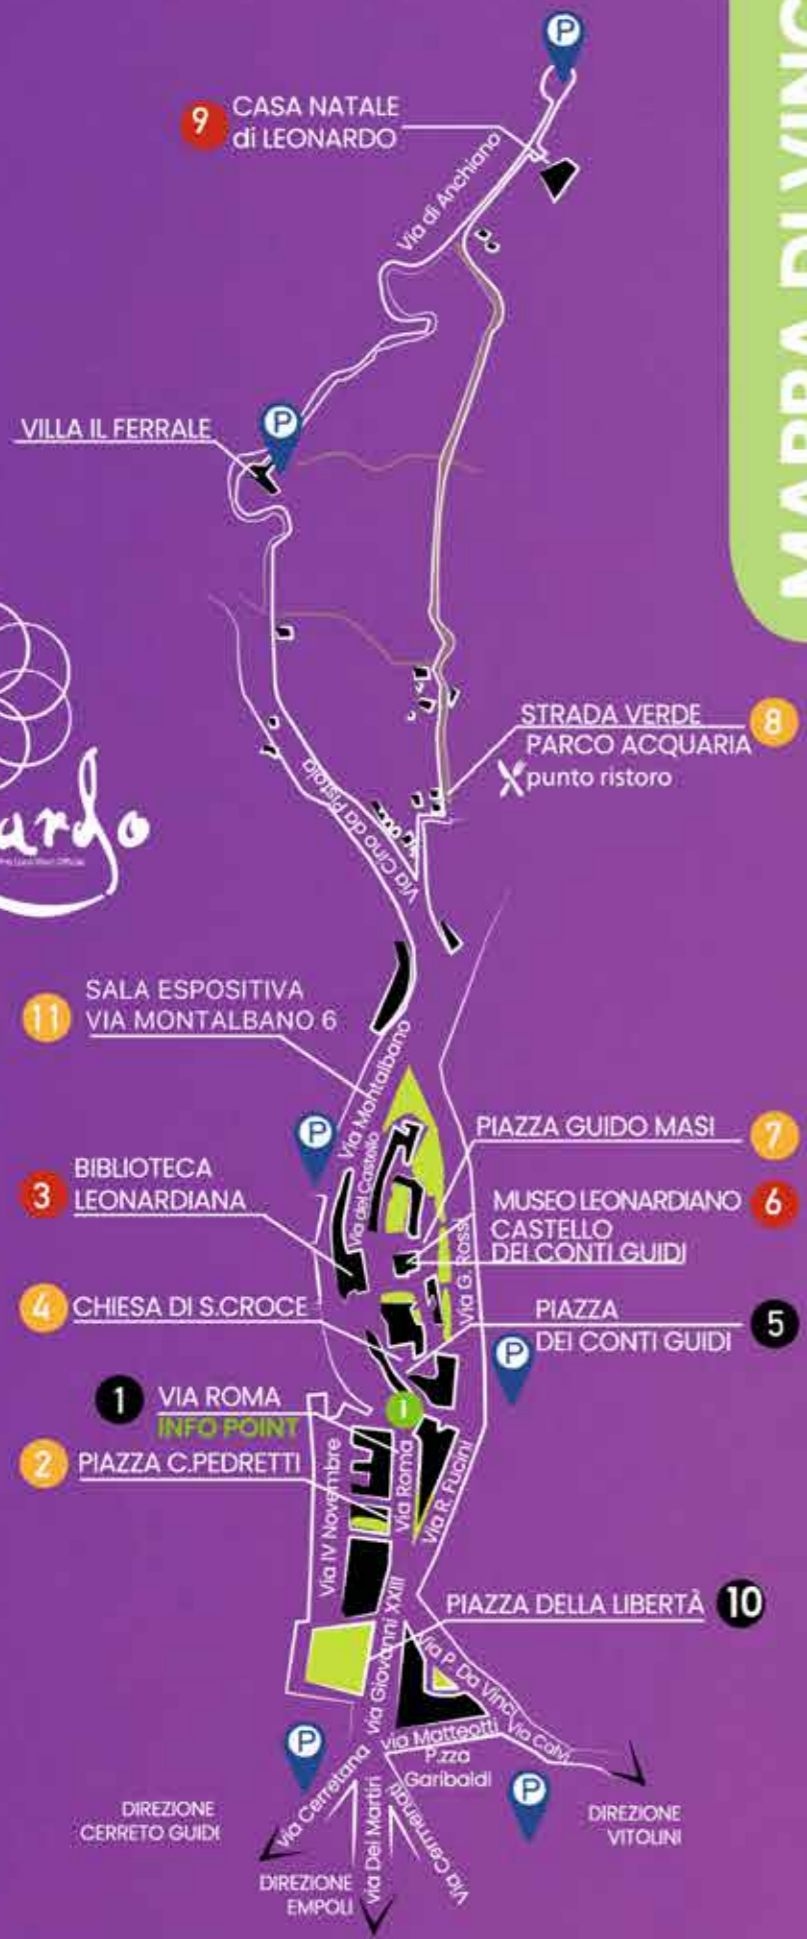 P
9
CASA NATALE
di LEONARDO
Via di Anchiano
MAPPA DI VINC
VILLA IL FERRALE
P
STRADA VERDE
8
PARCO ACQUARIA
punto ristoro
Via Cino da Pistoia
ardo
11
SALA ESPOSITIVA
VIA MONTALBANO 6
Via Montalbano
P
Via del Castello
PIAZZA GUIDO MASI
7
3
BIBLIOTECA
LEONARDIANA
MUSEO LEONARDIANO
6
CASTELLO
DEI CONTI GUIDI
Via G. Rossi
4
CHIESA DI S.CROCE
PIAZZA
DEI CONTI GUIDI
5
P
1
VIA ROMA
INFO POINT
i
2
PIAZZA C.PEDRETTI
Via IV Novembre
Via Roma
Via R. Fucini
PIAZZA DELLA LIBERTÀ
10
via Giovanni XXIII
Via P. Da Vinci
Via Calvi
via Matteotti
P.zza
Garibaldi
P
P
via Cerretana
via Dei Martiri
DIREZIONE
CERRETO GUIDI
DIREZIONE
VITOLINI
DIREZIONE
EMPOLI